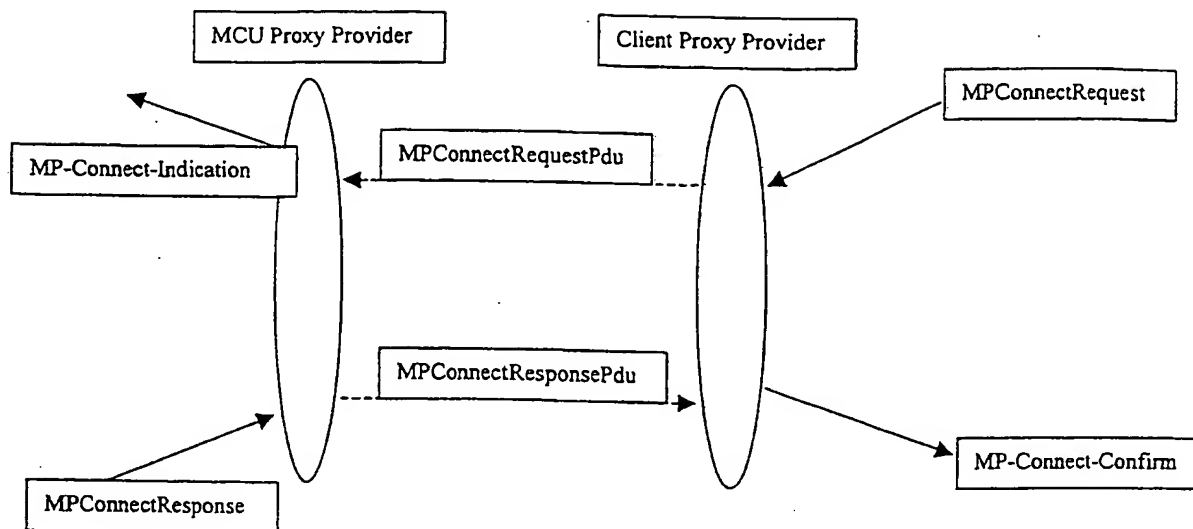 MCU Proxy Provider
Client Proxy Provider
MPConnectRequest
MPConnectRequestPdu
MP-Connect-Indication
MPConnectResponsePdu
MP-Connect-Confirm
MPConnectResponse